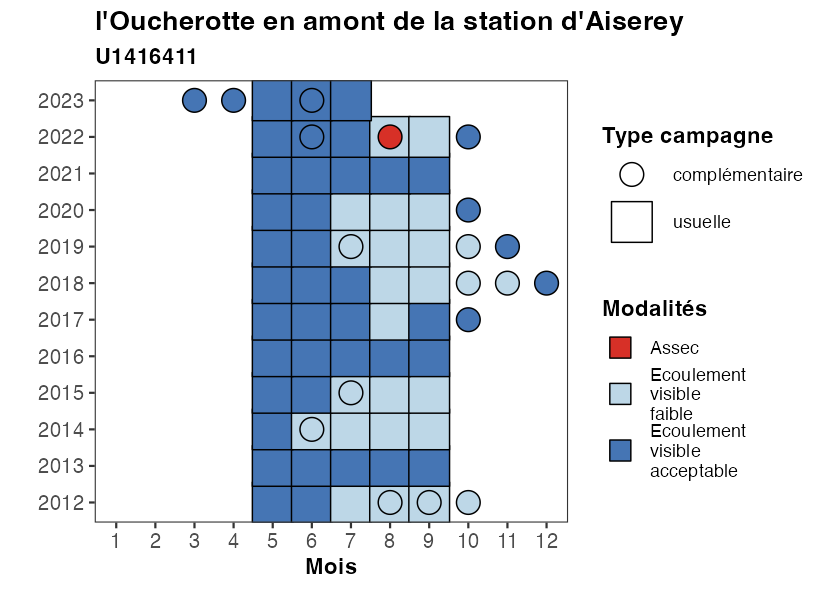 l'Oucherotte en amont de la station d'Aiserey
U1416411
2023
2022
2021
2020
2019
2018
2017
2016
2015
2014
2013
2012
1 2 3 4 5 6 7 8 9 10 11 12
Mois
Type campagne
complémentaire
usuelle
Modalités
Assec
Ecoulement
visible
faible
Ecoulement
visible
acceptable